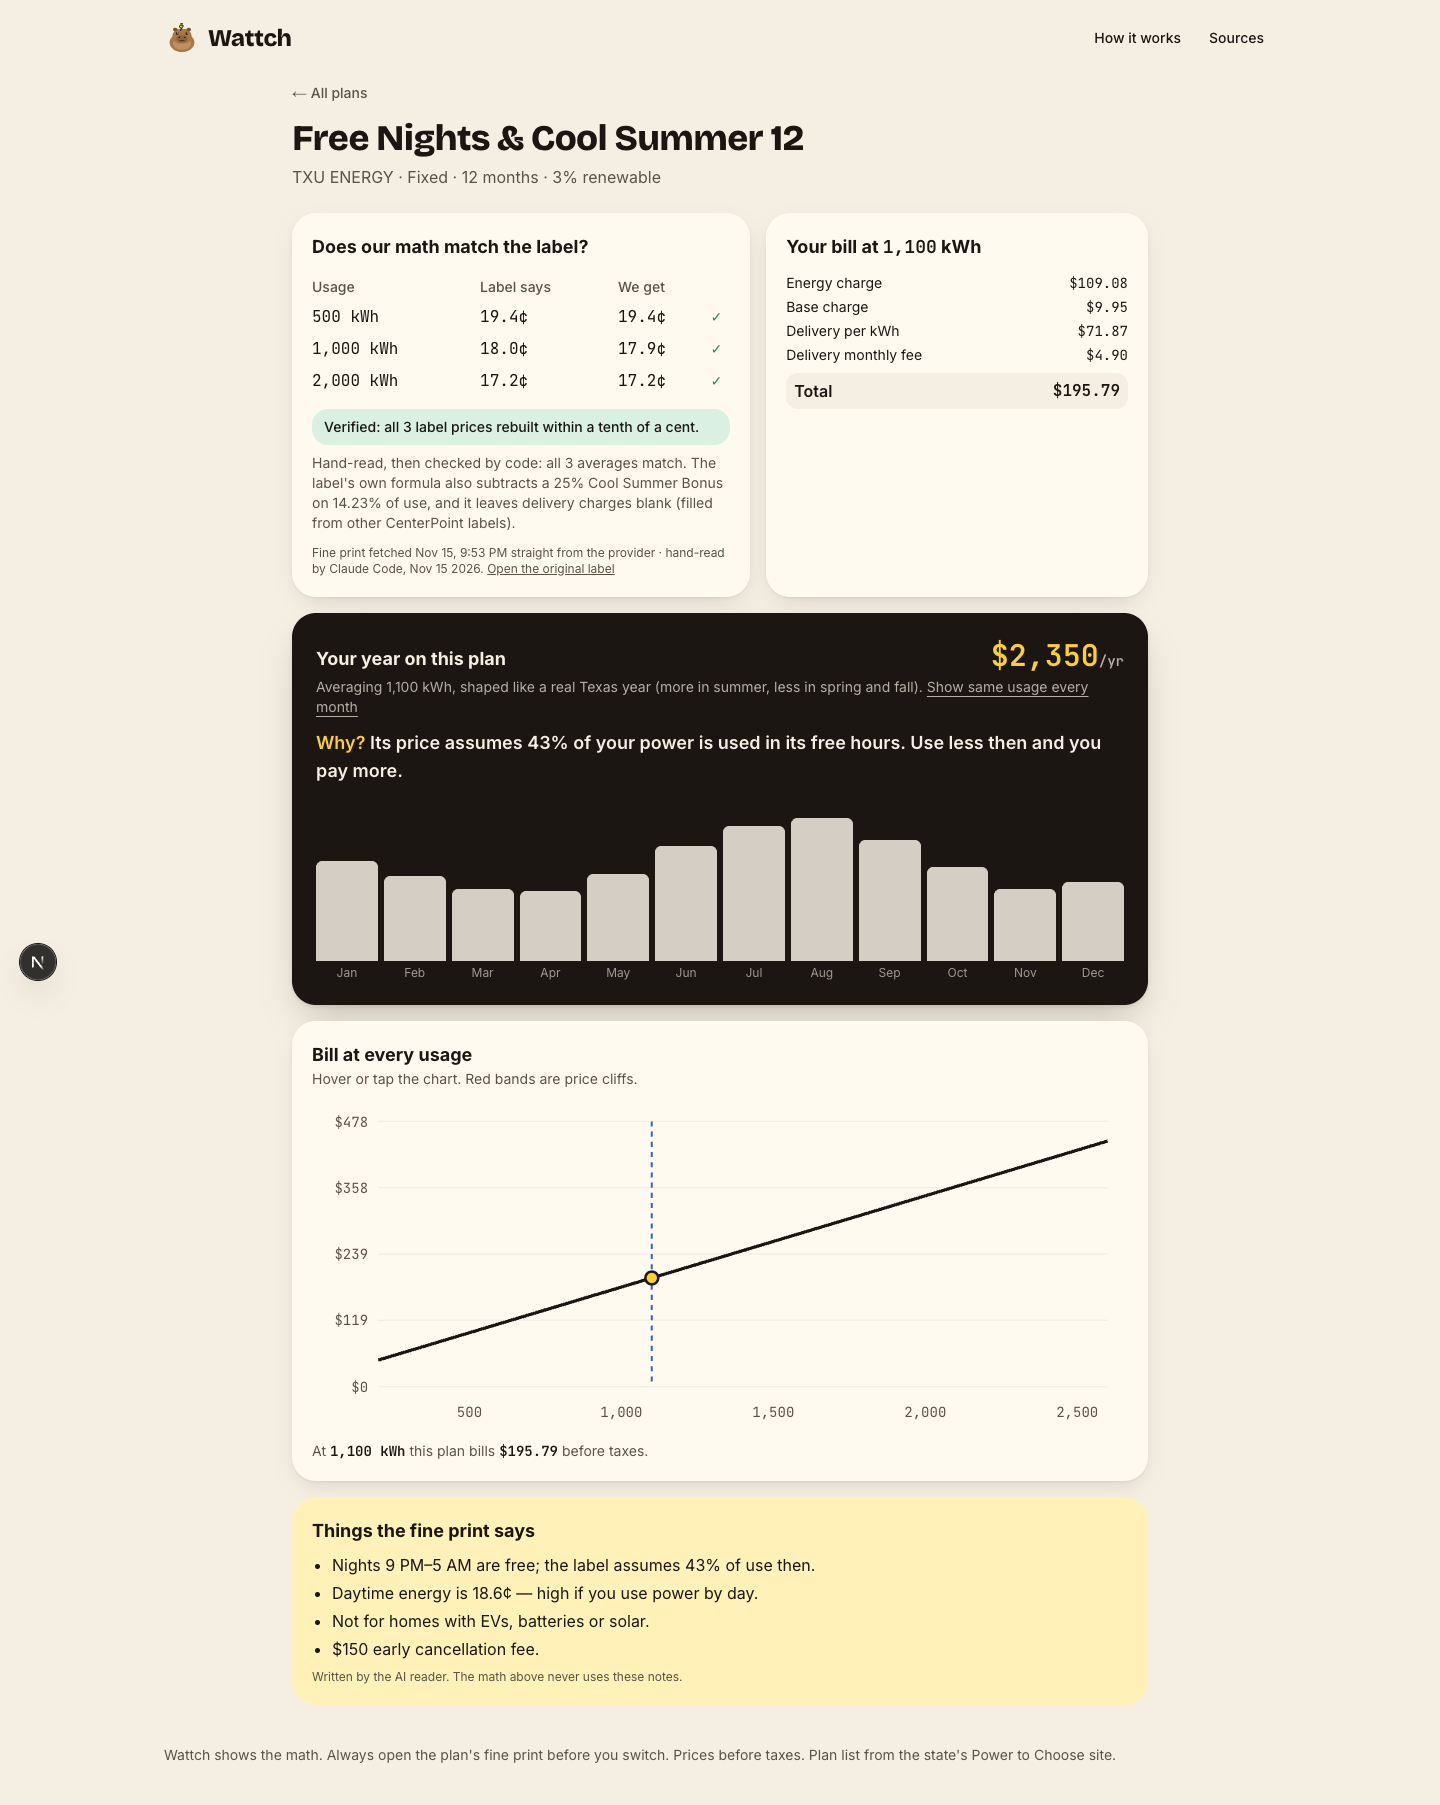 Wattch
How it works
Sources
← All plans
Free Nights & Cool Summer 12
TXU ENERGY · Fixed · 12 months · 3% renewable
Does our math match the label?
Usage Label says We get
500 kWh 19.4¢ 19.4¢ ✓
1,000 kWh 18.0¢ 17.9¢ ✓
2,000 kWh 17.2¢ 17.2¢ ✓
Verified: all 3 label prices rebuilt within a tenth of a cent.
Hand-read, then checked by code: all 3 averages match. The
label's own formula also subtracts a 25% Cool Summer Bonus
on 14.23% of use, and it leaves delivery charges blank (filled
from other CenterPoint labels).
Fine print fetched Nov 15, 9:53 PM straight from the provider · hand-read
by Claude Code, Nov 15 2026. Open the original label
Your bill at 1,100 kWh
Energy charge $109.08
Base charge $9.95
Delivery per kWh $71.87
Delivery monthly fee $4.90
Total $195.79
Your year on this plan
$2,350/yr
Averaging 1,100 kWh, shaped like a real Texas year (more in summer, less in spring and fall). Show same usage every
month
Why? Its price assumes 43% of your power is used in its free hours. Use less then and you
pay more.
Jan Feb Mar Apr May Jun Jul Aug Sep Oct Nov Dec
N
Bill at every usage
Hover or tap the chart. Red bands are price cliffs.
$478
$358
$239
$119
$0
500 1,000 1,500 2,000 2,500
At 1,100 kWh this plan bills $195.79 before taxes.
Things the fine print says
• Nights 9 PM–5 AM are free; the label assumes 43% of use then.
• Daytime energy is 18.6¢ — high if you use power by day.
• Not for homes with EVs, batteries or solar.
• $150 early cancellation fee.
Written by the AI reader. The math above never uses these notes.
Wattch shows the math. Always open the plan's fine print before you switch. Prices before taxes. Plan list from the state's Power to Choose site.